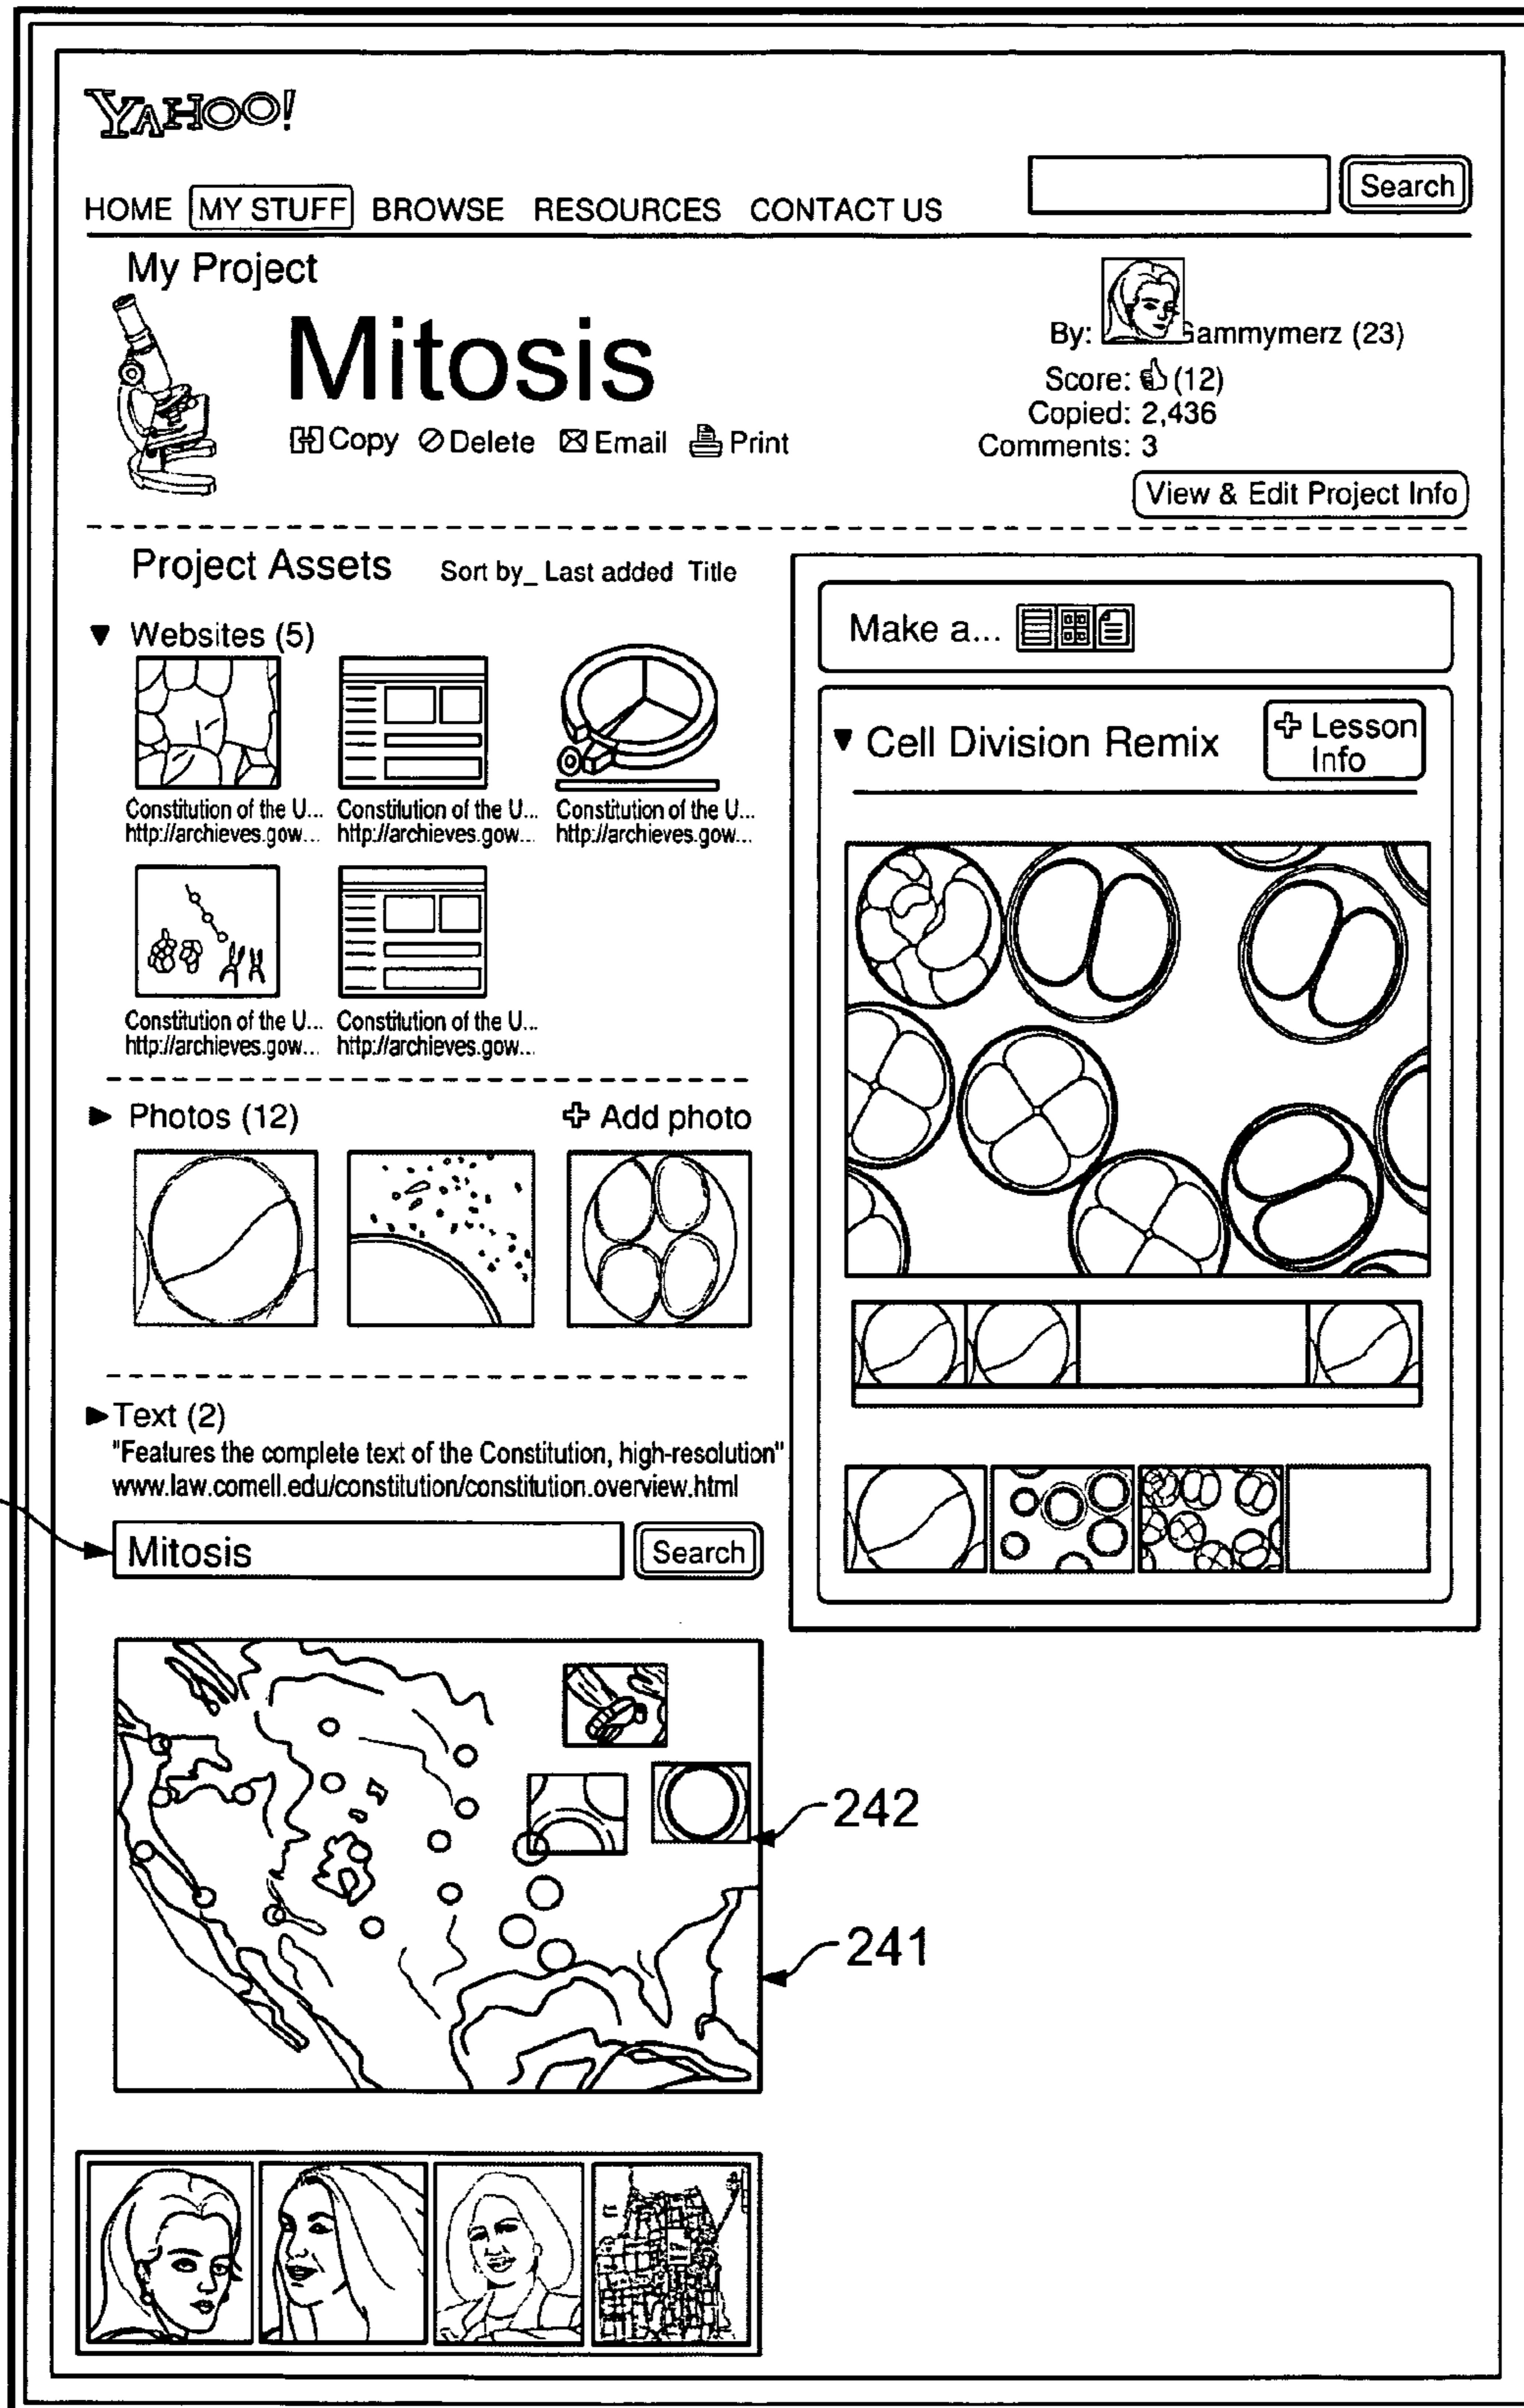 YAHOO!
Search
HOME MY STUFF BROWSE RESOURCES CONTACT US
My Project
Mitosis
By: Gammymerz (23)
Score: (12)
Copied: 2,436
Comments: 3
Copy Delete Email Print
View & Edit Project Info
Project Assets Sort by_ Last added Title
Websites (5)
Constitution of the U... Constitution of the U... Constitution of the U...
http://archieves.gow... http://archieves.gow... http://archieves.gow...
Constitution of the U... Constitution of the U...
http://archieves.gow... http://archieves.gow...
Photos (12) Add photo
Text (2)
"Features the complete text of the Constitution, high-resolution"
www.law.cornell.edu/constitution/constitution.overview.html
Mitosis Search
Make a...
Cell Division Remix
Lesson
Info
242
241